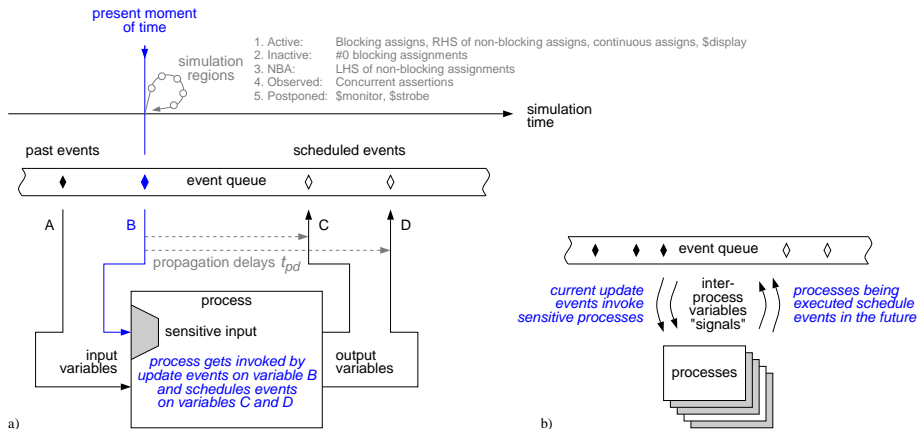 present moment
of time
simulation
regions
1. Active: Blocking assigns, RHS of non-blocking assigns, continuous assigns, $display
2. Inactive: #0 blocking assignments
3. NBA: LHS of non-blocking assignments
4. Observed: Concurrent assertions
5. Postponed: $monitor, $strobe
simulation
time
past events
scheduled events
event queue
A
B
C
D
propagation delays tpd
process
sensitive input
input
variables
process gets invoked by
update events on variable B
and schedules events
on variables C and D
output
variables
a)
event queue
current update
events invoke
sensitive processes
inter-
process
variables
"signals"
processes being
executed schedule
events in the future
processes
b)